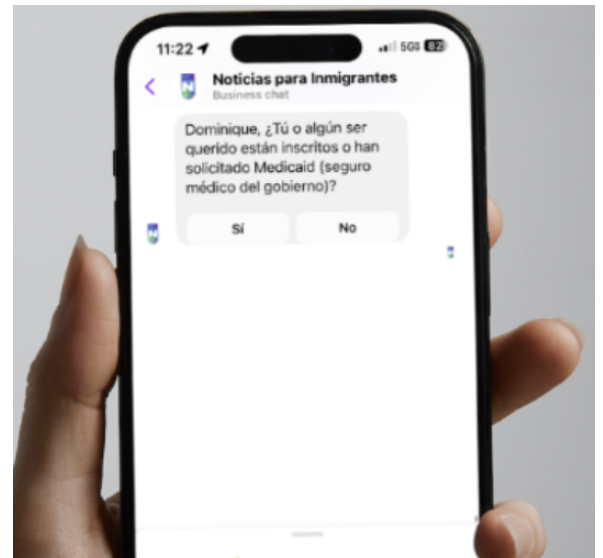 11:22
5GS 82
Noticias para Inmigrantes
Business chat
Dominique, ¿Tú o algún ser
querido están inscritos o han
solicitado Medicaid (seguro
médico del gobierno)?
Sí No